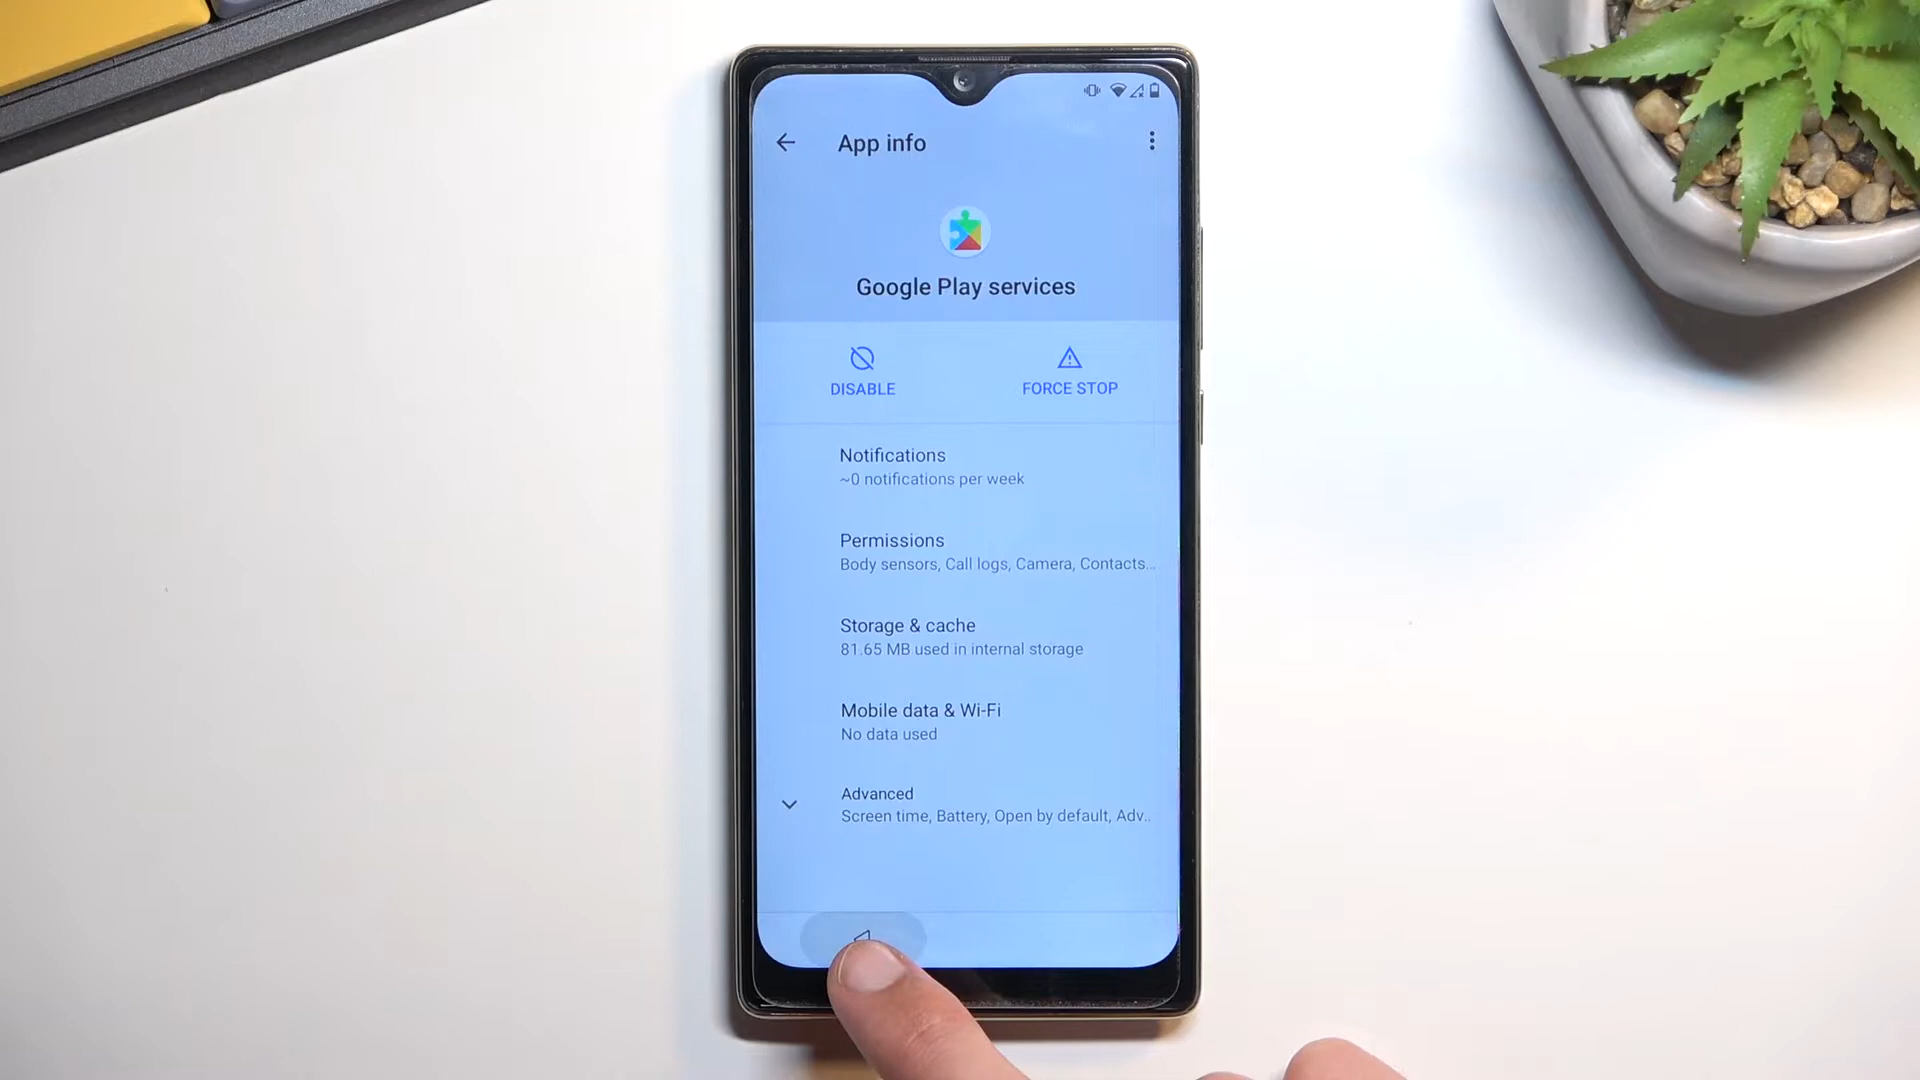 App info
Google Play services
DISABLE
FORCE STOP
Notifications
~0 notifications per week
Permissions
Body sensors, Call logs, Camera, Contacts...
Storage & cache
81.65 MB used in internal storage
Mobile data & Wi-Fi
No data used
Advanced
Screen time, Battery, Open by default, Adv..